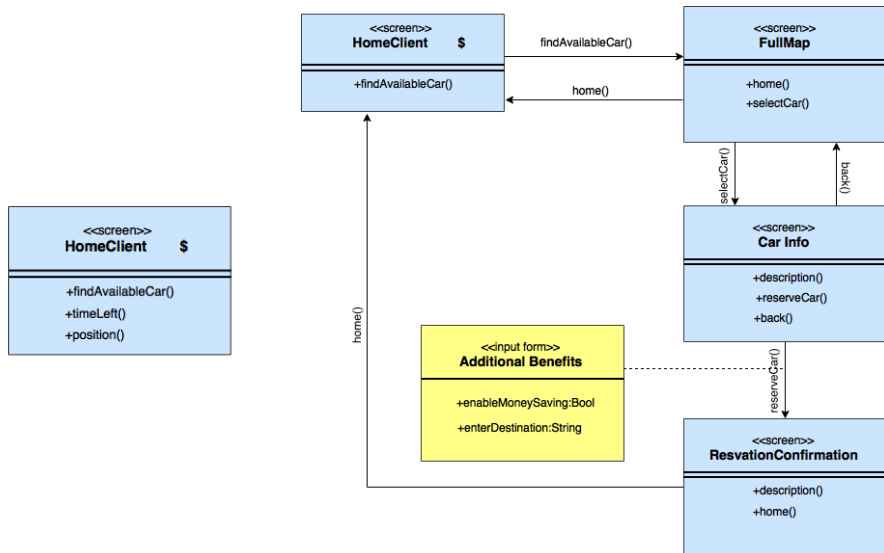 <<screen>>
HomeClient $
+findAvailableCar()
findAvailableCar()
home()
<<screen>>
FullMap
+home()
+selectCar()
selectCar()
back()
<<screen>>
HomeClient $
+findAvailableCar()
+timeLeft()
+position()
<<screen>>
Car Info
+description()
+reserveCar()
+back()
home()
<<input form>>
Additional Benefits
+enableMoneySaving:Bool
+enterDestination:String
reserveCar()
<<screen>>
ResvationConfirmation
+description()
+home()